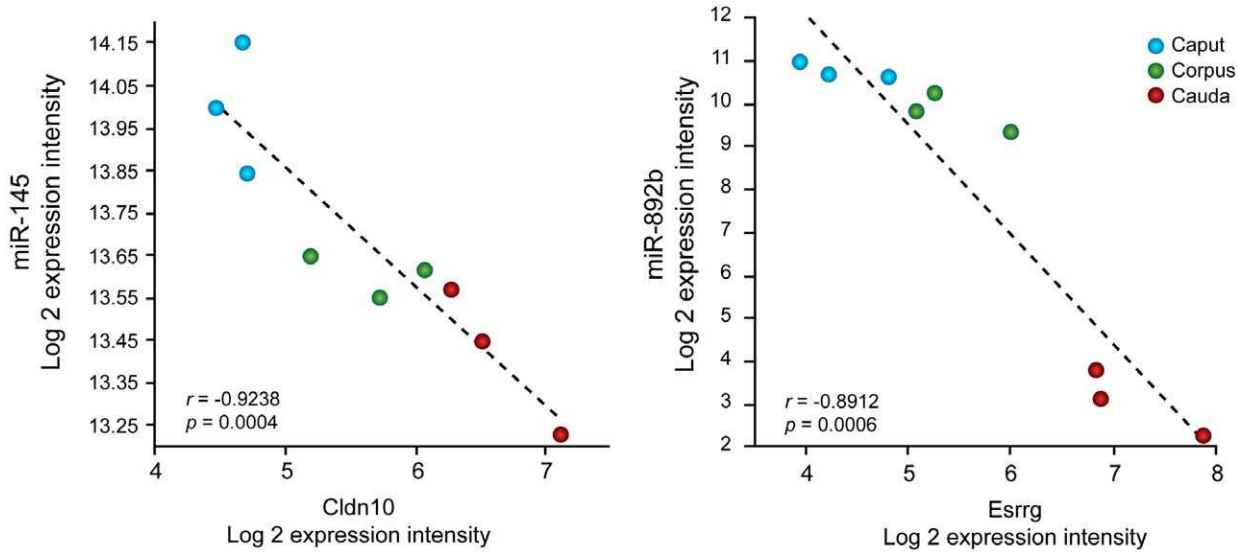 miR-145
Log 2 expression intensity
14.15
14.05
13.95
13.85
13.75
13.65
13.55
13.45
13.35
13.25
r = -0.9238
p = 0.0004
4
5
6
7
Cldn10
Log 2 expression intensity
miR-892b
Log 2 expression intensity
12
11
10
9
8
7
6
5
4
3
2
r = -0.8912
p = 0.0006
4
5
6
7
8
Esrrg
Log 2 expression intensity
Caput
Corpus
Cauda